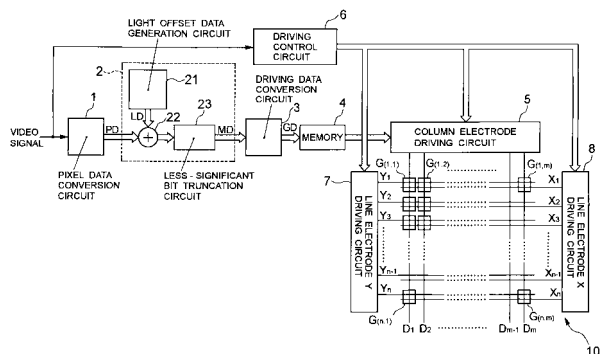 LIGHT OFFSET DATA
GENERATION CIRCUIT
6
DRIVING
CONTROL
CIRCUIT
2
21
DRIVING DATA
CONVERSION
CIRCUIT
1
LD
22
23
3
4
5
VIDEO
SIGNAL
PD
MD
GD
MEMORY
COLUMN ELECTRODE
DRIVING CIRCUIT
8
PIXEL DATA
CONVERSION
CIRCUIT
LESS - SIGNIFICANT
BIT TRUNCATION
CIRCUIT
7
G(1.1)
G(1.2)
G(1,m)
LINE ELECTRODE Y
DRIVING CIRCUIT
Y1
X1
Y2
X2
Y3
X3
Yn-1
Xn-1
Yn
Xn
LINE ELECTRODE X
DRIVING CIRCUIT
G(n.1)
G(n.m)
D1 D2 Dm-1 Dm
10